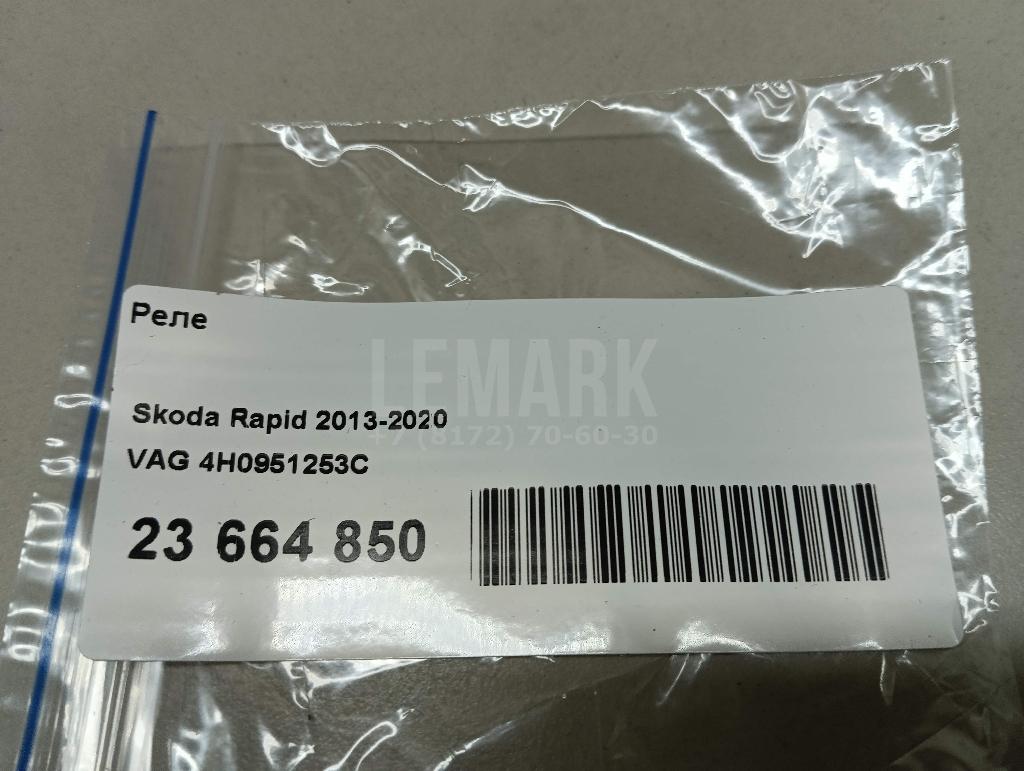 Реле
LEMARK
Skoda Rapid 2013-2020
+7 (8172) 70-60-30
VAG 4H0951253C
23 664 850